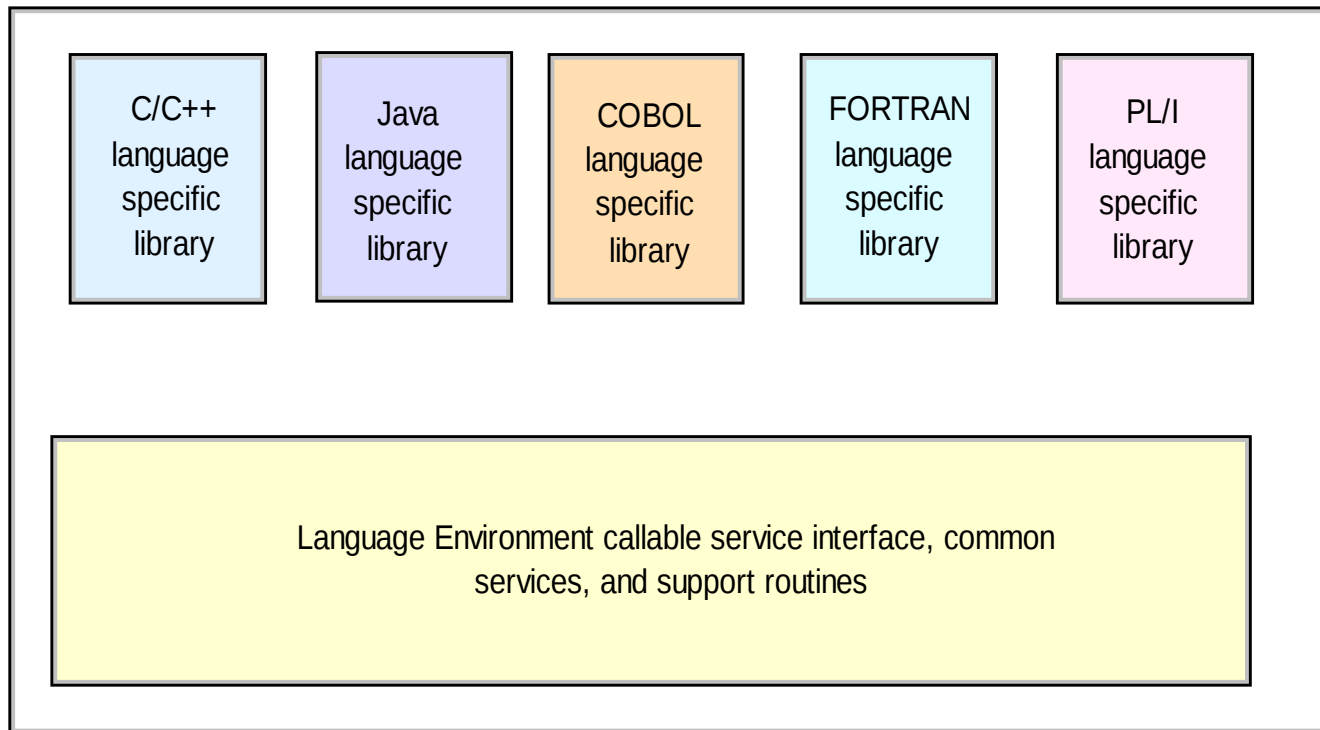 C/C++
language
specific
library
Java
language
specific
library
COBOL
language
specific
library
FORTRAN
language
specific
library
PL/I
language
specific
library
Language Environment callable service interface, common
services, and support routines